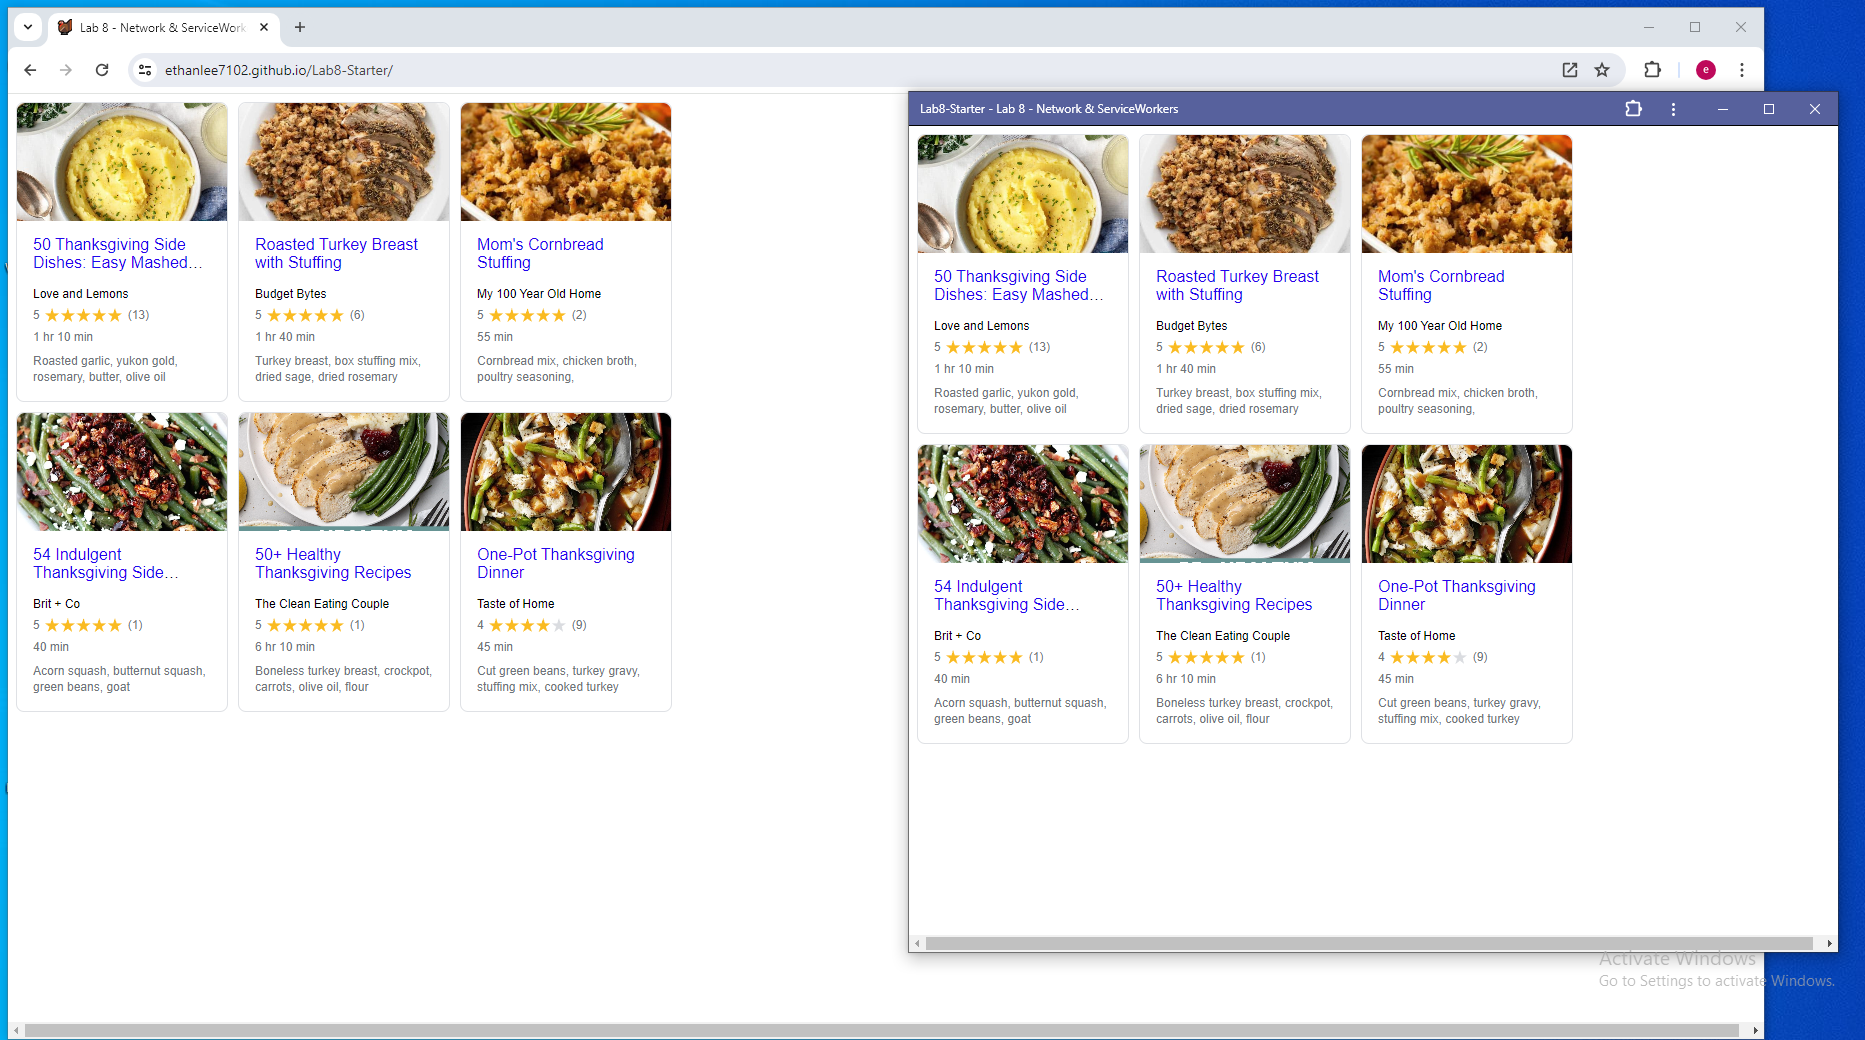 Lab 8 - Network & ServiceWork
ethanlee7102.github.io/Lab8-Starter/
e
50 Thanksgiving Side
Dishes: Easy Mashed…
Love and Lemons
5 (13)
1 hr 10 min
Roasted garlic, yukon gold,
rosemary, butter, olive oil
Roasted Turkey Breast
with Stuffing
Budget Bytes
5 (6)
1 hr 40 min
Turkey breast, box stuffing mix,
dried sage, dried rosemary
Mom's Cornbread
Stuffing
My 100 Year Old Home
5 (2)
55 min
Cornbread mix, chicken broth,
poultry seasoning,
54 Indulgent
Thanksgiving Side…
Brit + Co
5 (1)
40 min
Acorn squash, butternut squash,
green beans, goat
50+ Healthy
Thanksgiving Recipes
The Clean Eating Couple
5 (1)
6 hr 10 min
Boneless turkey breast, crockpot,
carrots, olive oil, flour
One-Pot Thanksgiving
Dinner
Taste of Home
4 (9)
45 min
Cut green beans, turkey gravy,
stuffing mix, cooked turkey
Lab8-Starter - Lab 8 - Network & ServiceWorkers
50 Thanksgiving Side
Dishes: Easy Mashed…
Love and Lemons
5 (13)
1 hr 10 min
Roasted garlic, yukon gold,
rosemary, butter, olive oil
Roasted Turkey Breast
with Stuffing
Budget Bytes
5 (6)
1 hr 40 min
Turkey breast, box stuffing mix,
dried sage, dried rosemary
Mom's Cornbread
Stuffing
My 100 Year Old Home
5 (2)
55 min
Cornbread mix, chicken broth,
poultry seasoning,
54 Indulgent
Thanksgiving Side…
Brit + Co
5 (1)
40 min
Acorn squash, butternut squash,
green beans, goat
50+ Healthy
Thanksgiving Recipes
The Clean Eating Couple
5 (1)
6 hr 10 min
Boneless turkey breast, crockpot,
carrots, olive oil, flour
One-Pot Thanksgiving
Dinner
Taste of Home
4 (9)
45 min
Cut green beans, turkey gravy,
stuffing mix, cooked turkey
Activate Windows
Go to Settings to activate Windows.